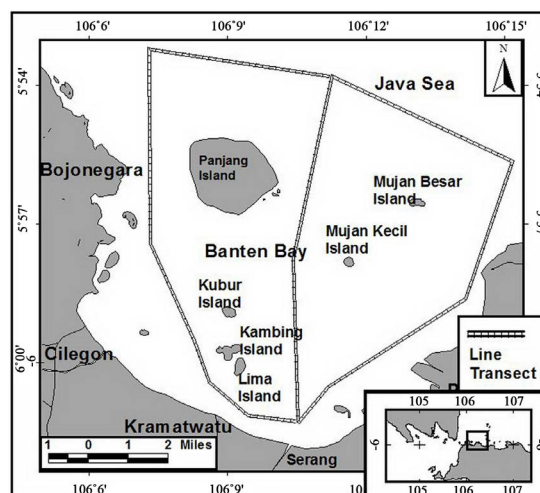 106°6'
106°9'
106°12'
106°15'
5°54'
N
Java Sea
Bojonegara
Panjang
Island
Mujan Besar
Island
5°57'
Mujan Kecil
Island
Banten Bay
Kubur
Island
Kambing
Island
-6°00'
Cilegon
Lima
Island
Line
Transect
Kramatwatu
1 0 1 2
Miles
Serang
105 106 107
-6
105 106 107
106°6'
106°9'